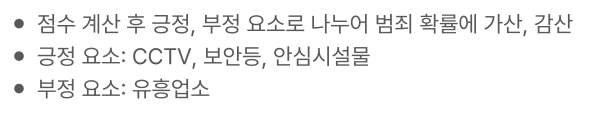 • 점수 계산 후 긍정, 부정 요소로 나누어 범죄 확률에 가산, 감산
• 긍정 요소: CCTV, 보안등, 안심시설물
• 부정 요소: 유흥업소